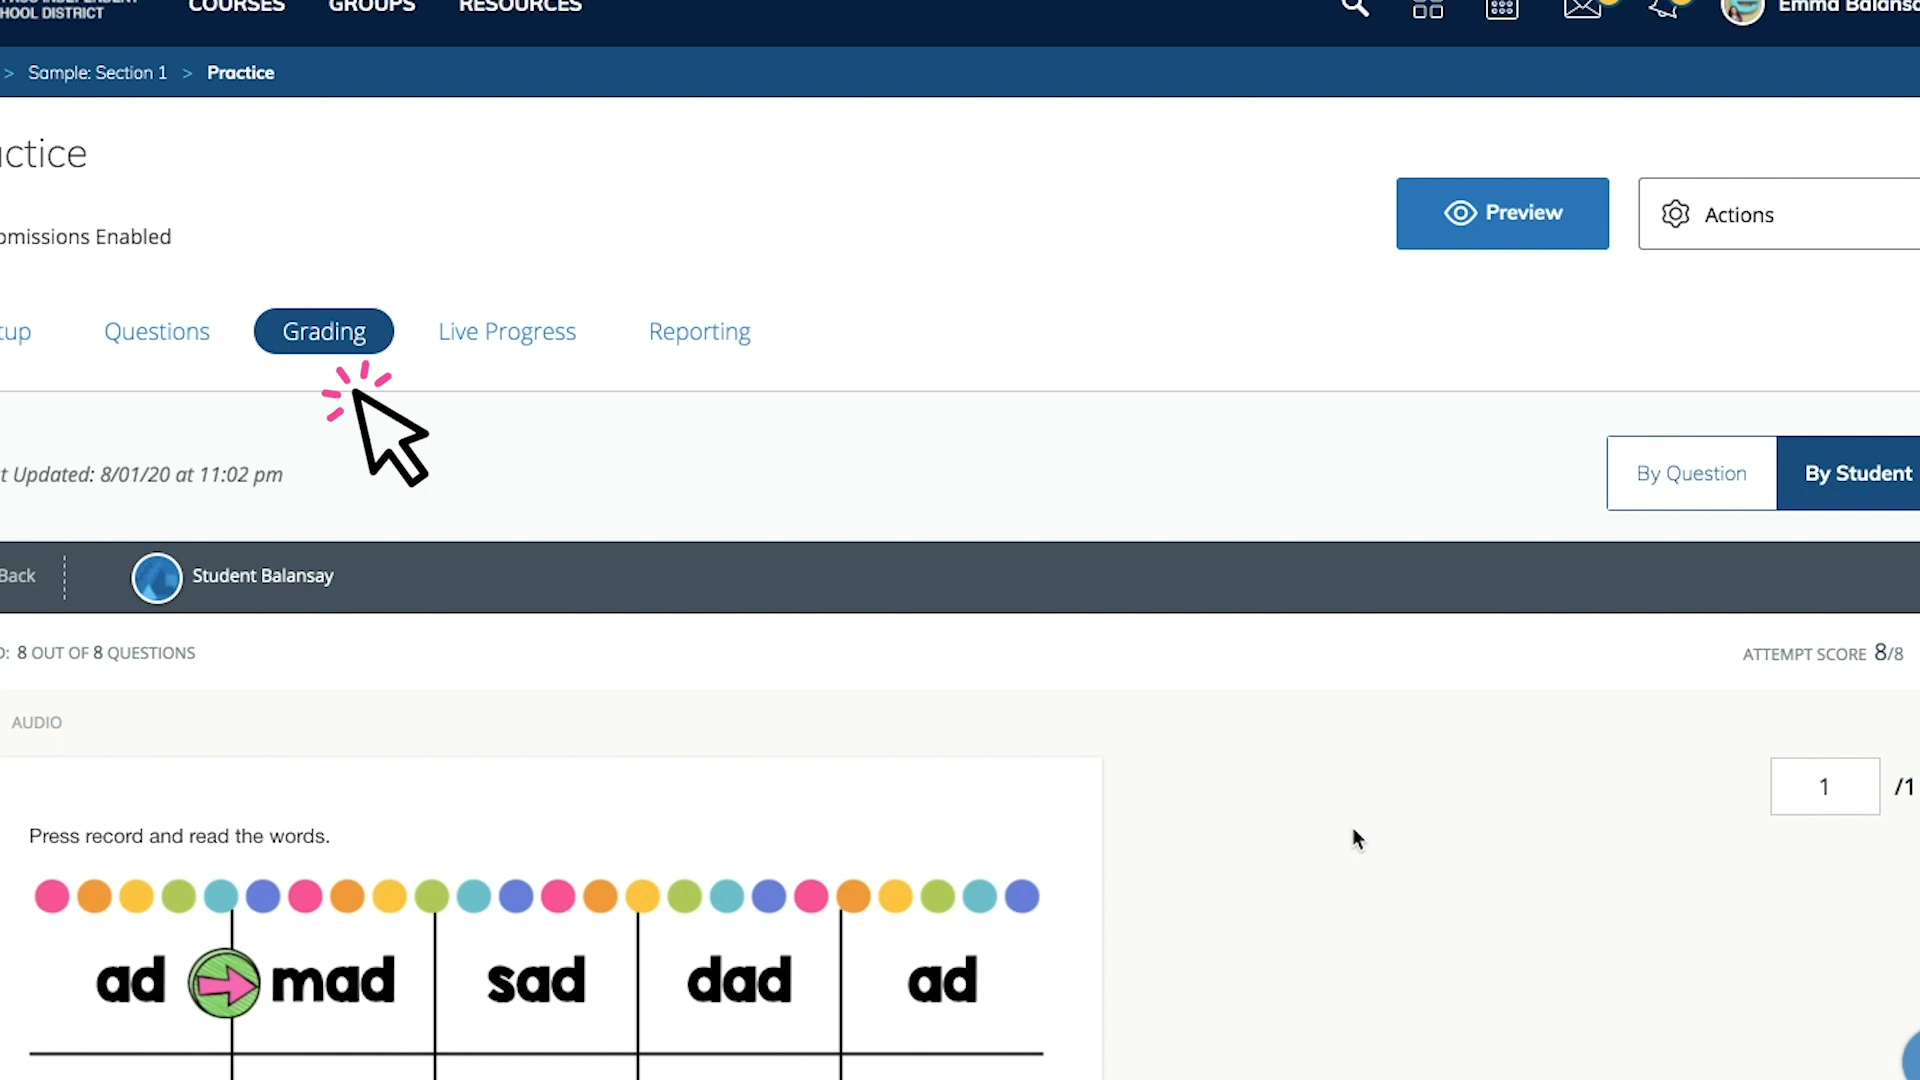 HOOL DISTRICT
COURSES
GROUPS
RESOURCES
Emma Balansa
> Sample: Section 1 > Practice
ctice
Preview
Actions
omissions Enabled
tup
Questions
Grading
Live Progress
Reporting
t Updated: 8/01/20 at 11:02 pm
By Question
By Student
Back
Student Balansay
D: 8 OUT OF 8 QUESTIONS
ATTEMPT SCORE 8/8
AUDIO
1 /1
Press record and read the words.
ad mad sad dad ad